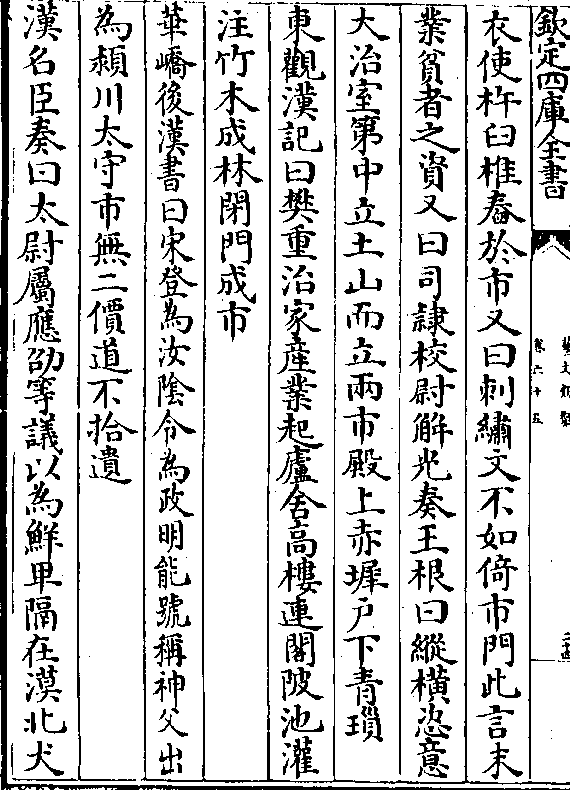 欽定四庫全書
藝文類聚
卷六十五
衣使杵臼椎舂於市又曰刺繡文不如倚市門此言末
業貧者之資又曰司隷校尉解光奏王根曰縱橫恣意
大治室第中立土山而立兩市殿上赤墀戶下青瑣
東觀漢記曰樊重治家產業起廬舍高樓連閣陂池灌
注竹木成林閉門成市
華嶠後漢書曰宋登為汝陰令為政明能號稱神父出
為潁川太守市無二價道不拾遺
漢名臣奏曰太尉屬應劭等議以為鮮卑隔在漠北犬